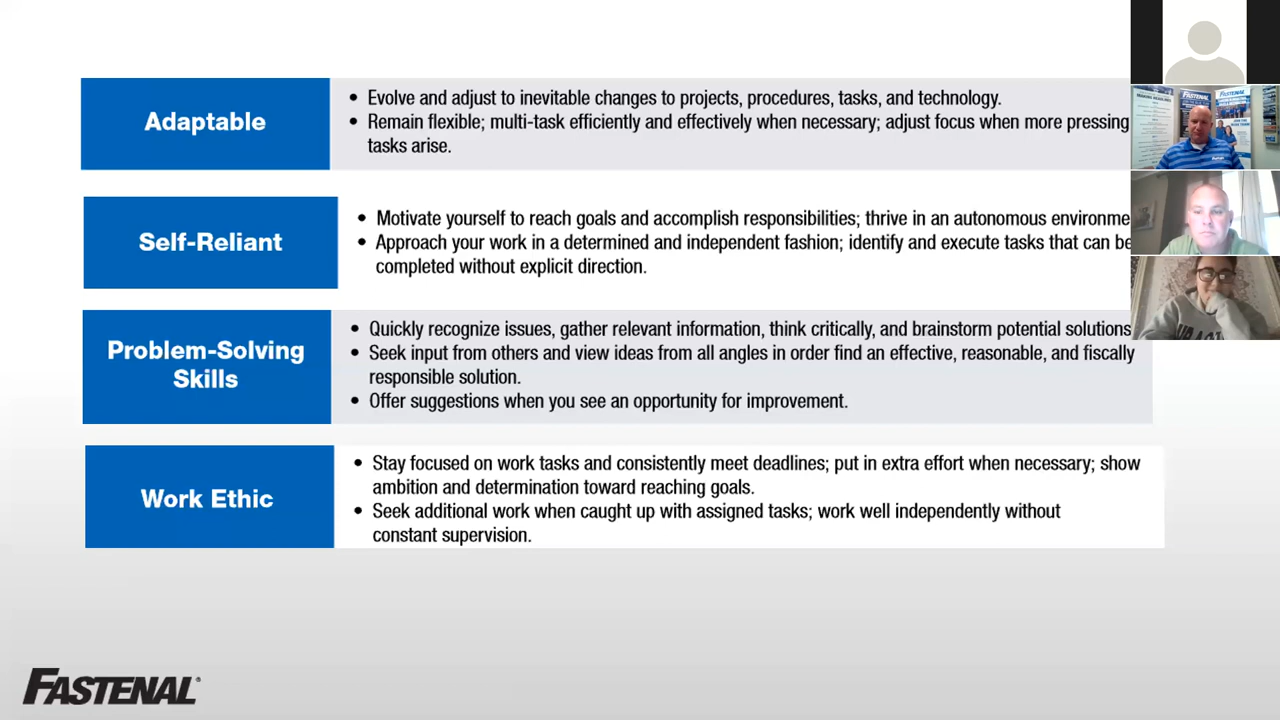 Adaptable
• Evolve and adjust to inevitable changes to projects, procedures, tasks, and technology.
• Remain flexible; multi-task efficiently and effectively when necessary; adjust focus when more pressing
tasks arise.
Self-Reliant
• Motivate yourself to reach goals and accomplish responsibilities; thrive in an autonomous environme
• Approach your work in a determined and independent fashion; identify and execute tasks that can be
completed without explicit direction.
Problem-Solving
Skills
• Quickly recognize issues, gather relevant information, think critically, and brainstorm potential solutions
• Seek input from others and view ideas from all angles in order find an effective, reasonable, and fiscally
responsible solution.
• Offer suggestions when you see an opportunity for improvement.
Work Ethic
• Stay focused on work tasks and consistently meet deadlines; put in extra effort when necessary; show
ambition and determination toward reaching goals.
• Seek additional work when caught up with assigned tasks; work well independently without
constant supervision.
FASTENAL®
FASTENAL
FASTENAL